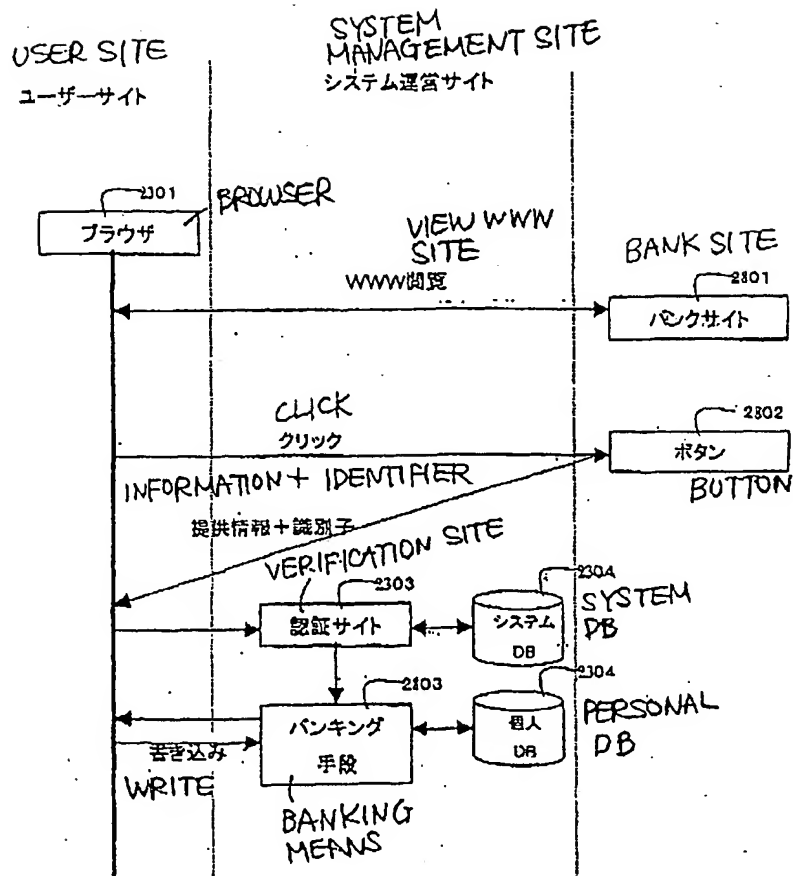 USER SITE
ユーザーサイト
SYSTEM
MANAGEMENT SITE
システム運営サイト
2301
BROWSER
ブラウザ
VIEW WWW
SITE
WWW閲覧
BANK SITE
2801
バンクサイト
CLICK
クリック
2802
ボタン
BUTTON
INFORMATION + IDENTIFIER
提供情報+識別子
VERIFICATION SITE
2303
認証サイト
2304
システム
DB
SYSTEM
DB
2803
バンキング
手段
2304
個人
DB
PERSONAL
DB
書き込み
WRITE
BANKING
MEANS